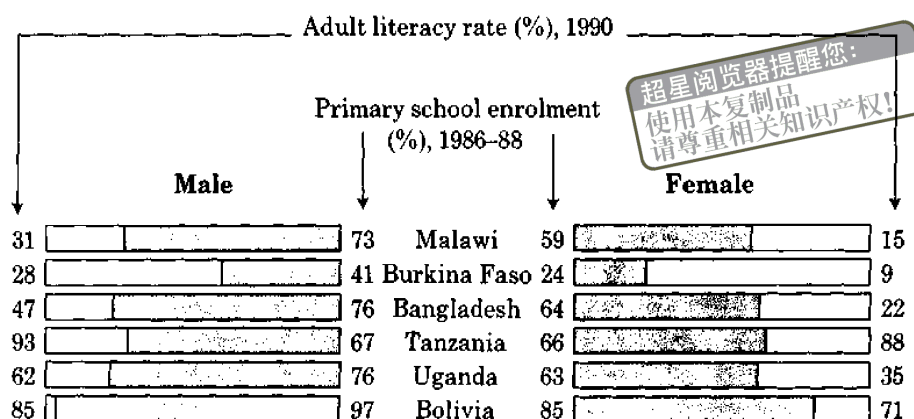 Adult literacy rate (%), 1990
超星阅览器提醒您:
使用本复制品
请尊重相关知识产权!
Primary school enrolment
(%), 1986–88
Male Female
31 73 Malawi 59 15
28 41 Burkina Faso 24 9
47 76 Bangladesh 64 22
93 67 Tanzania 66 88
62 76 Uganda 63 35
85 97 Bolivia 85 71